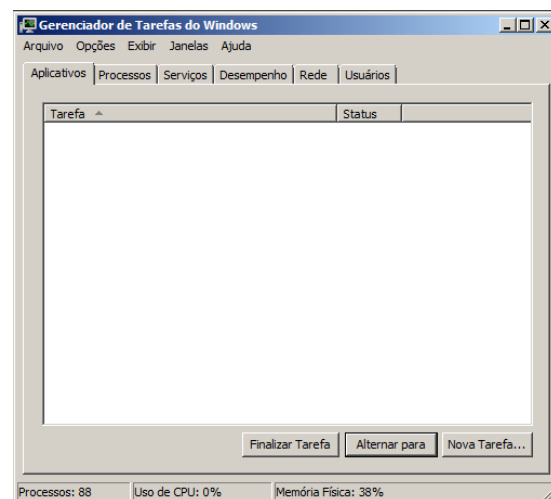 Gerenciador de Tarefas do Windows
Arquivo Opções Exibir Janelas Ajuda
Aplicativos Processos Serviços Desempenho Rede Usuários
Tarefa Status
Finalizar Tarefa Alternar para Nova Tarefa...
Processos: 88 Uso de CPU: 0% Memória Física: 38%